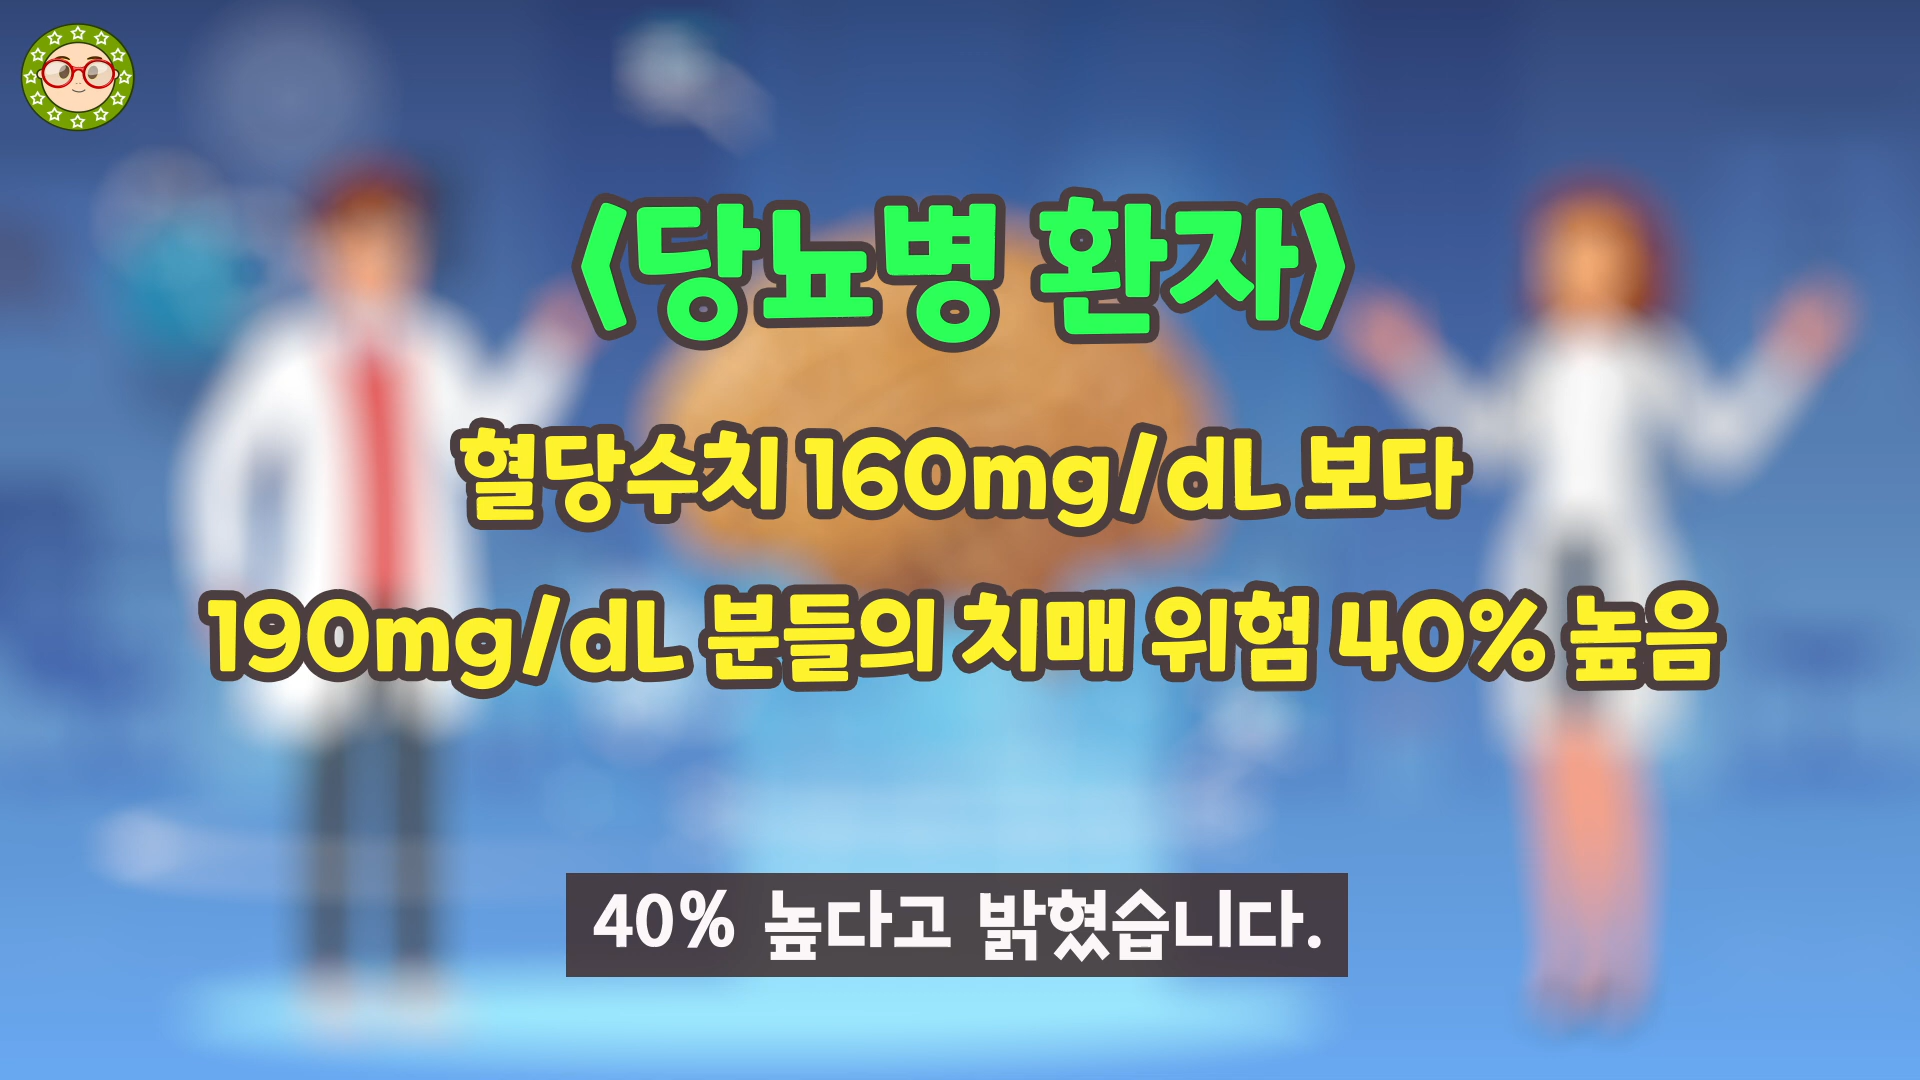 <당뇨병 환자>
혈당수치 160mg/dL 보다
190mg/dL 분들의 치매 위험 40% 높음
40% 높다고 밝혔습니다.